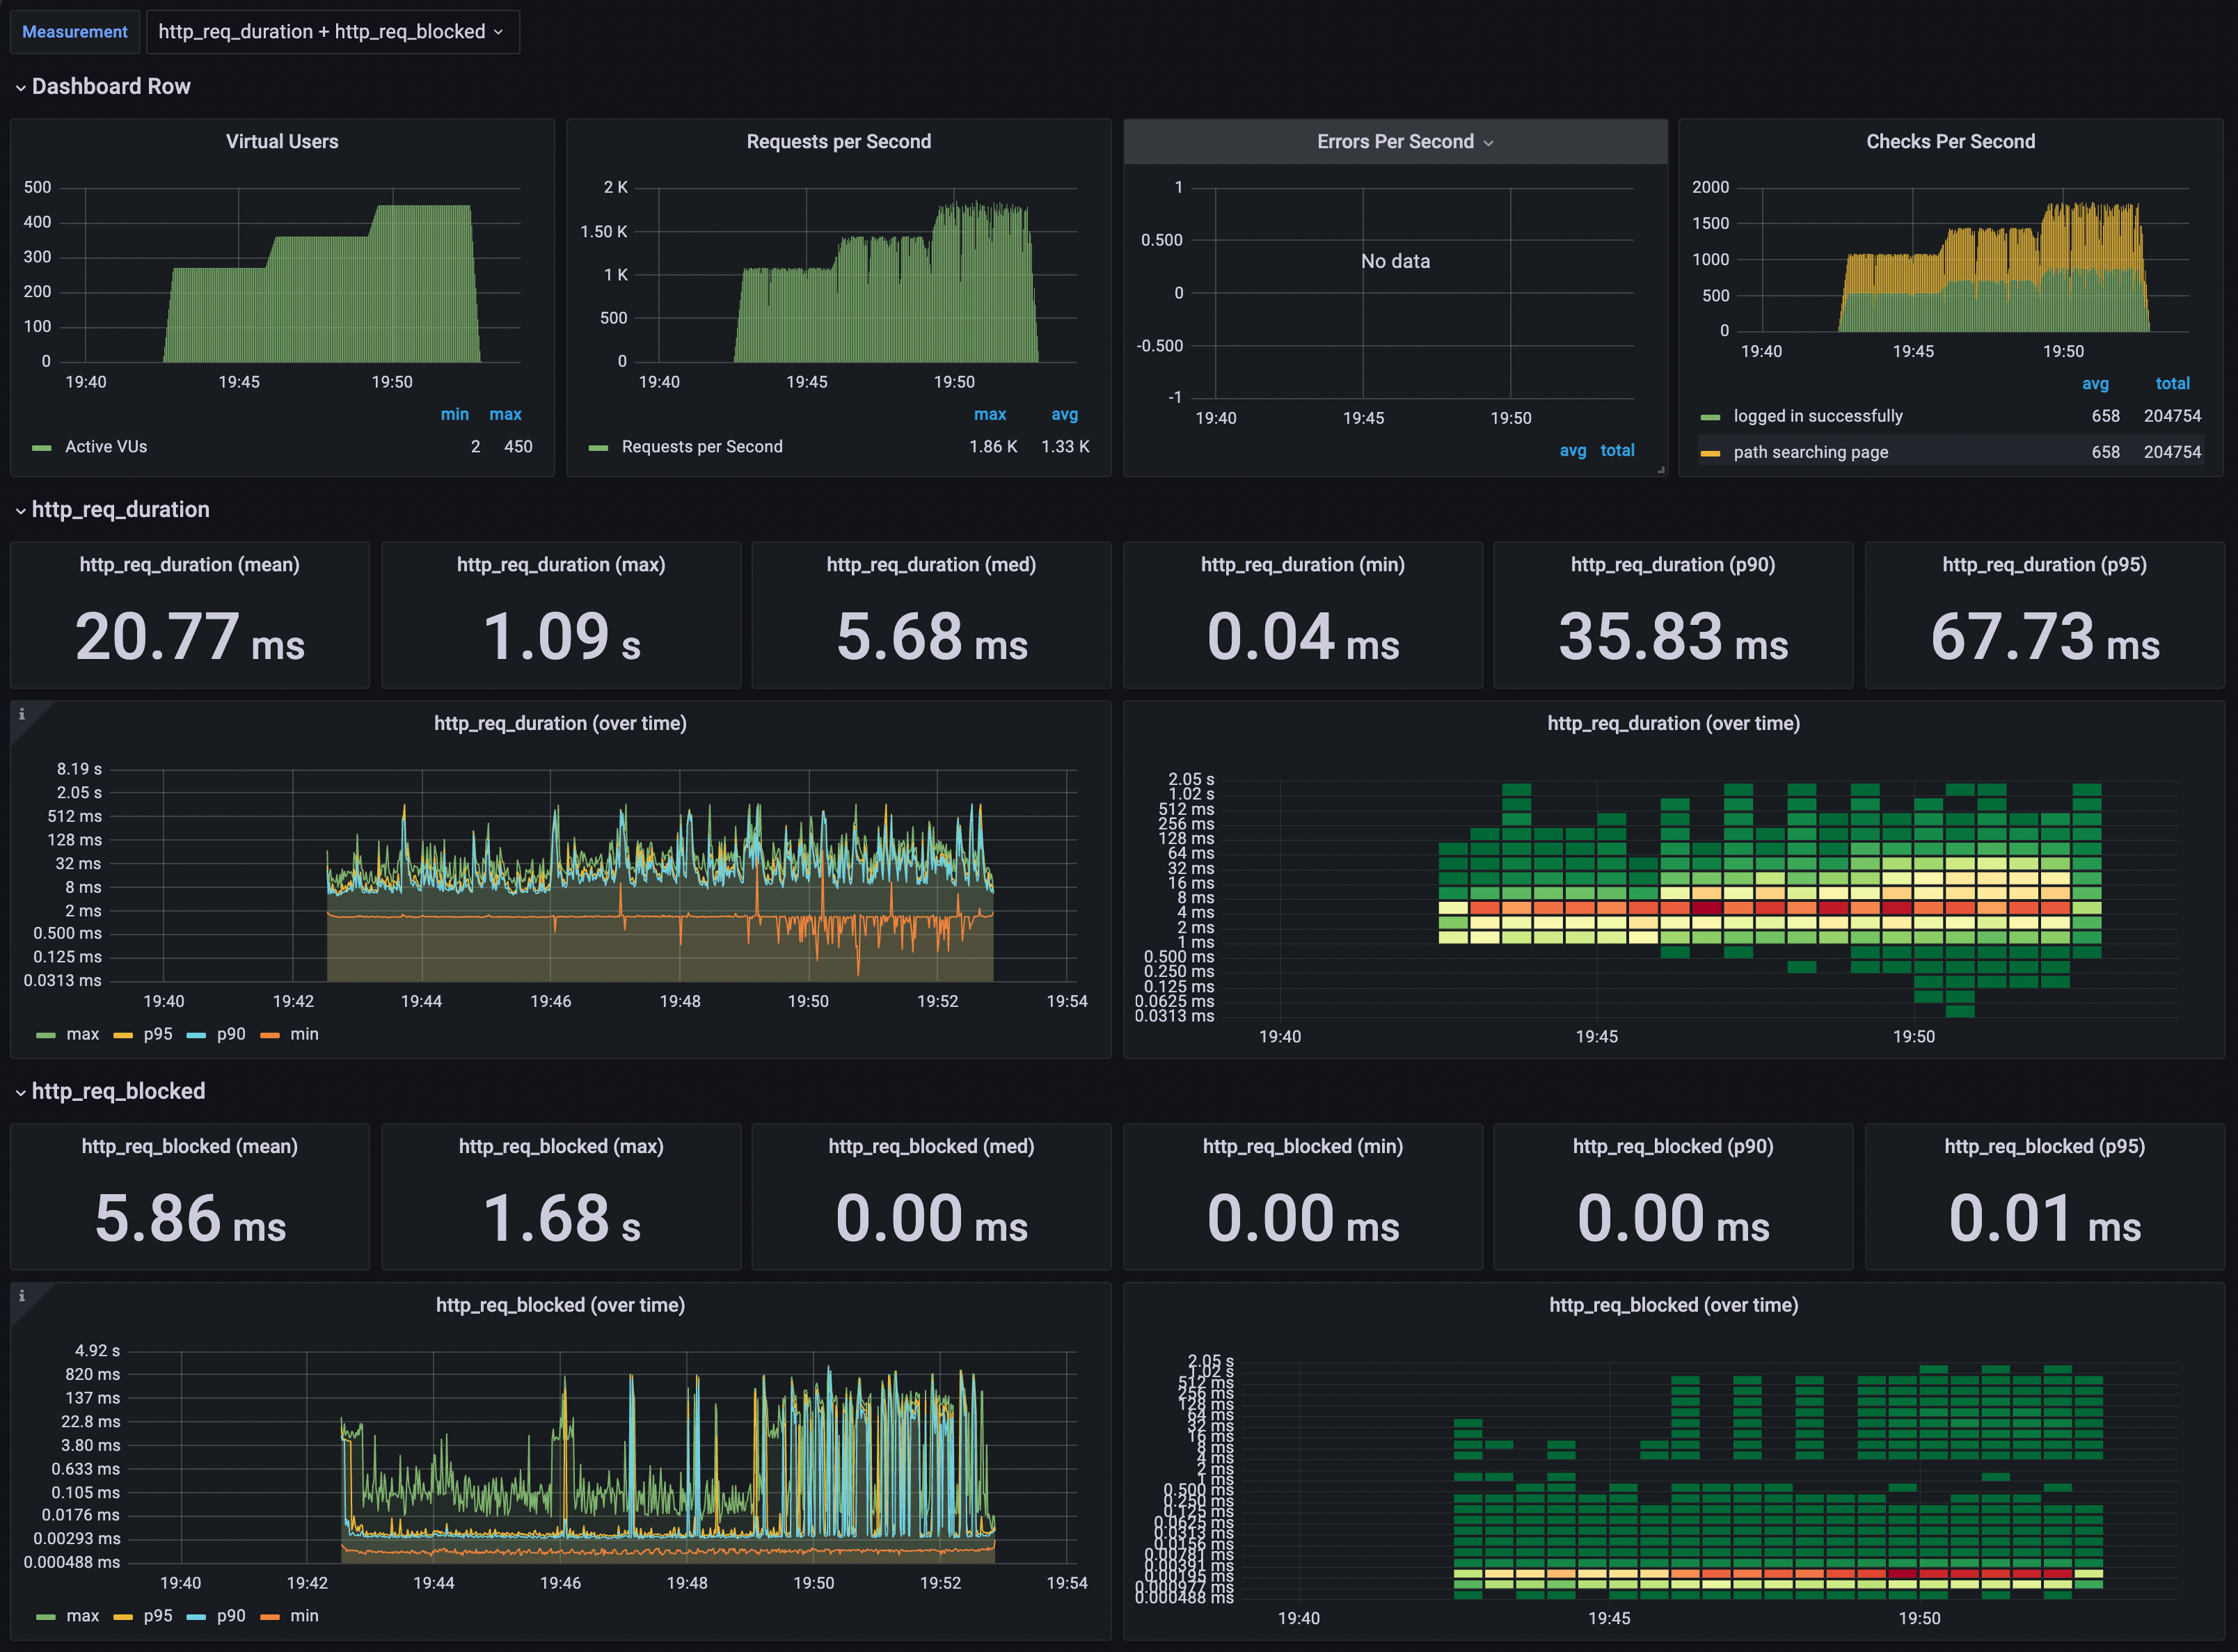 Measurement http_req_duration + http_req_blocked
Dashboard Row
Virtual Users
500
400
300
200
100
0
19:40 19:45 19:50
min max
Active VUs 2 450
Requests per Second
2 K
1.50 K
1 K
500
0
19:40 19:45 19:50
max avg
Requests per Second 1.86 K 1.33 K
Errors Per Second
1
0.500
0
-0.500
-1
No data
19:40 19:45 19:50
avg total
Checks Per Second
2000
1500
1000
500
0
19:40 19:45 19:50
avg total
logged in successfully 658 204754
path searching page 658 204754
http_req_duration
http_req_duration (mean)
20.77 ms
http_req_duration (max)
1.09 s
http_req_duration (med)
5.68 ms
http_req_duration (min)
0.04 ms
http_req_duration (p90)
35.83 ms
http_req_duration (p95)
67.73 ms
i
http_req_duration (over time)
8.19 s
2.05 s
512 ms
128 ms
32 ms
8 ms
2 ms
0.500 ms
0.125 ms
0.0313 ms
19:40 19:42 19:44 19:46 19:48 19:50 19:52 19:54
max p95 p90 min
http_req_duration (over time)
2.05 s
1.02 s
512 ms
256 ms
128 ms
64 ms
32 ms
16 ms
8 ms
4 ms
2 ms
1 ms
0.500 ms
0.250 ms
0.125 ms
0.0625 ms
0.0313 ms
19:40 19:45 19:50
http_req_blocked
http_req_blocked (mean)
5.86 ms
http_req_blocked (max)
1.68 s
http_req_blocked (med)
0.00 ms
http_req_blocked (min)
0.00 ms
http_req_blocked (p90)
0.00 ms
http_req_blocked (p95)
0.01 ms
i
http_req_blocked (over time)
4.92 s
820 ms
137 ms
22.8 ms
3.80 ms
0.633 ms
0.105 ms
0.0176 ms
0.00293 ms
0.000488 ms
19:40 19:42 19:44 19:46 19:48 19:50 19:52 19:54
max p95 p90 min
http_req_blocked (over time)
2.05 s
1.02 s
512 ms
256 ms
128 ms
64 ms
32 ms
16 ms
8 ms
4 ms
2 ms
1 ms
0.500 ms
0.250 ms
0.125 ms
0.0625 ms
0.0313 ms
0.0156 ms
0.00781 ms
0.00391 ms
0.00195 ms
0.000977 ms
0.000488 ms
19:40 19:45 19:50